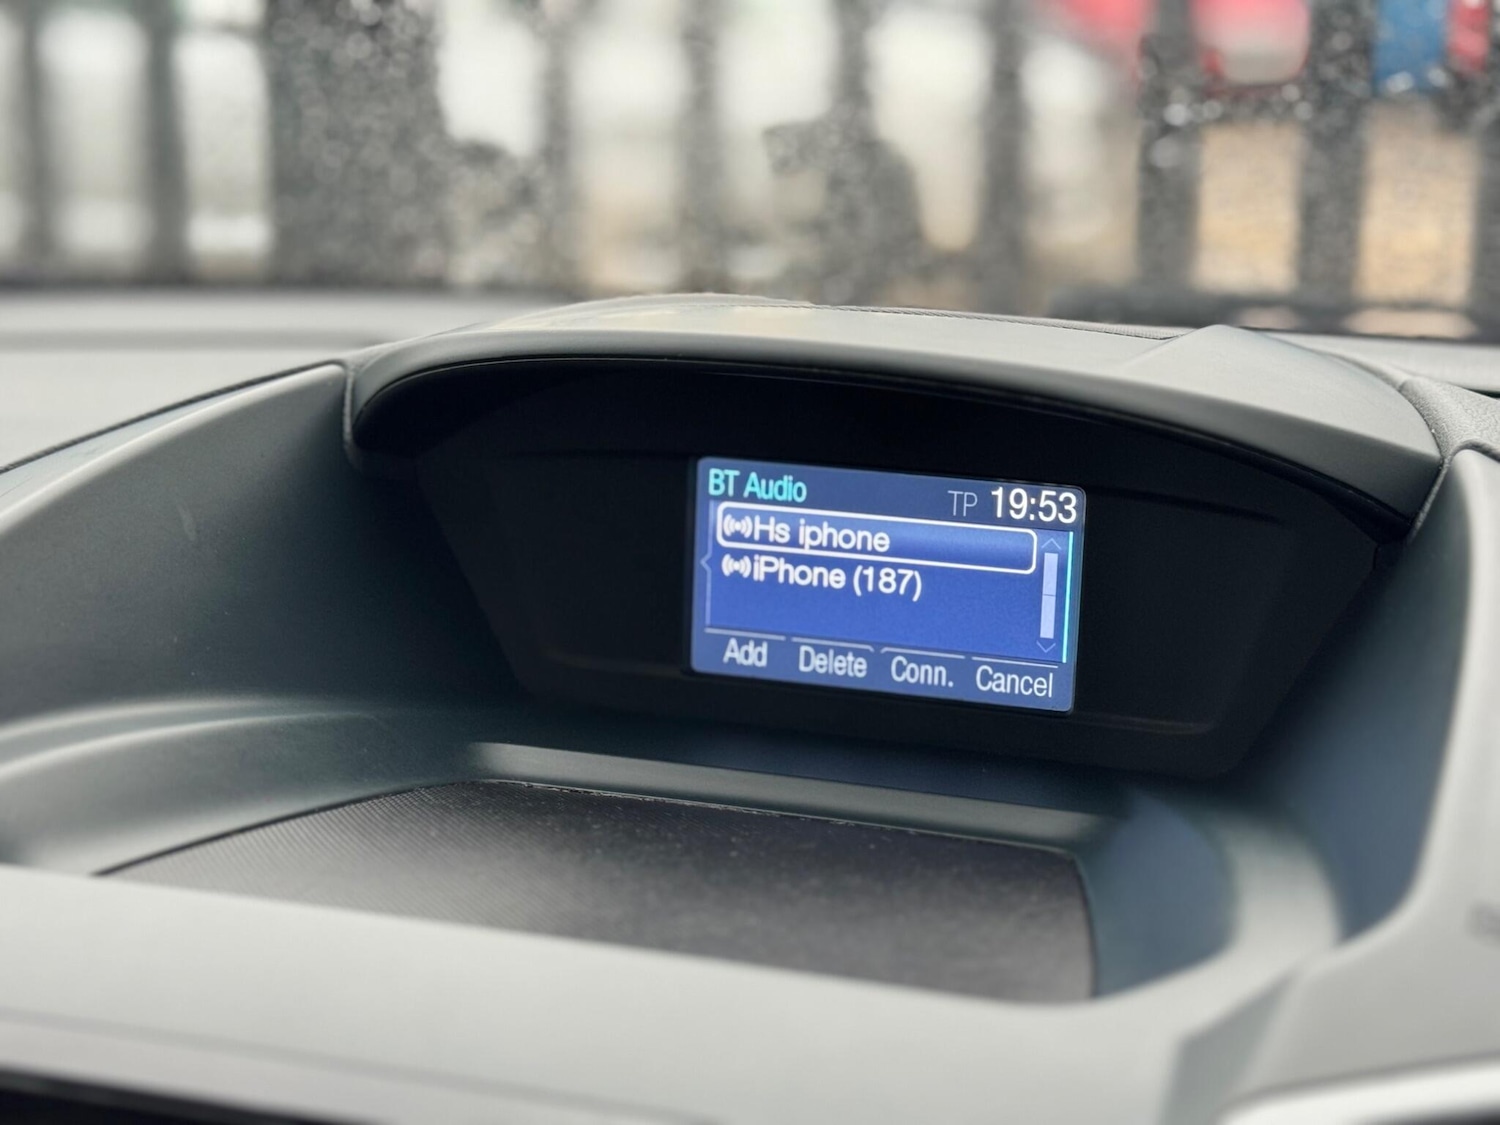 BT Audio TP 19:53
Hs iphone
iPhone (187)
Add Delete Conn. Cancel